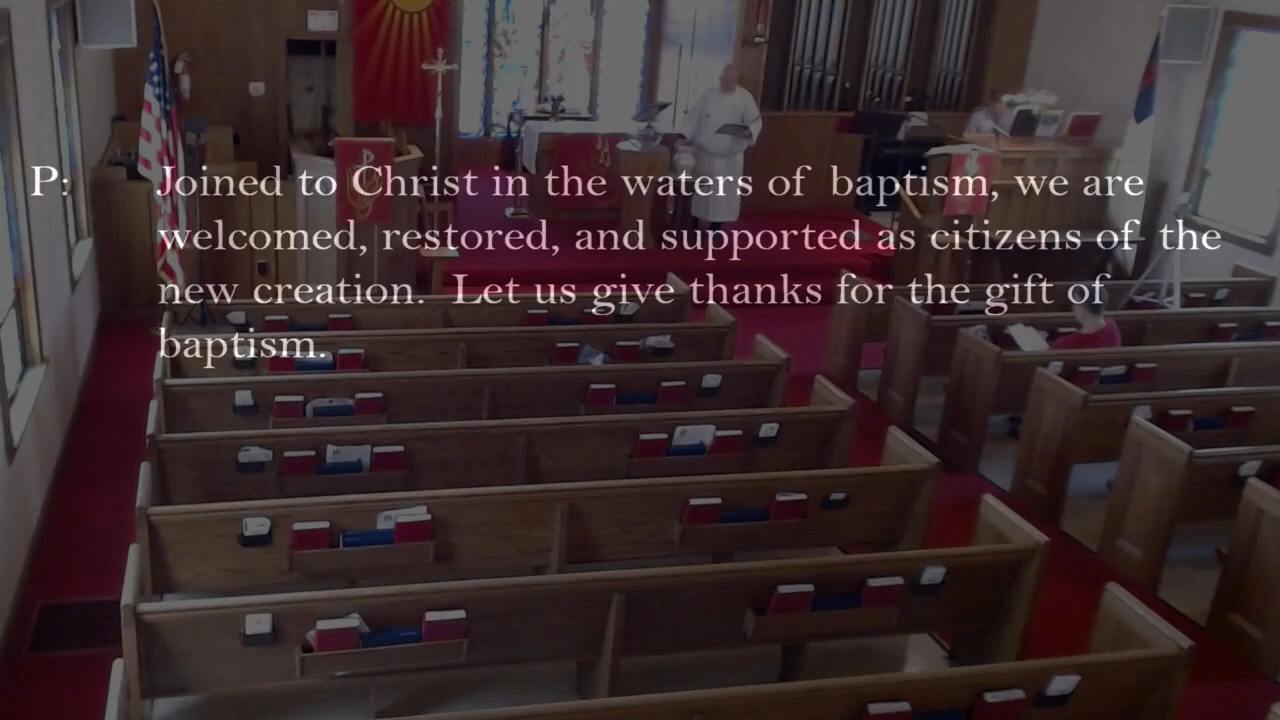 P: Joined to Christ in the waters of baptism, we are
welcomed, restored, and supported as citizens of the
new creation. Let us give thanks for the gift of
baptism.